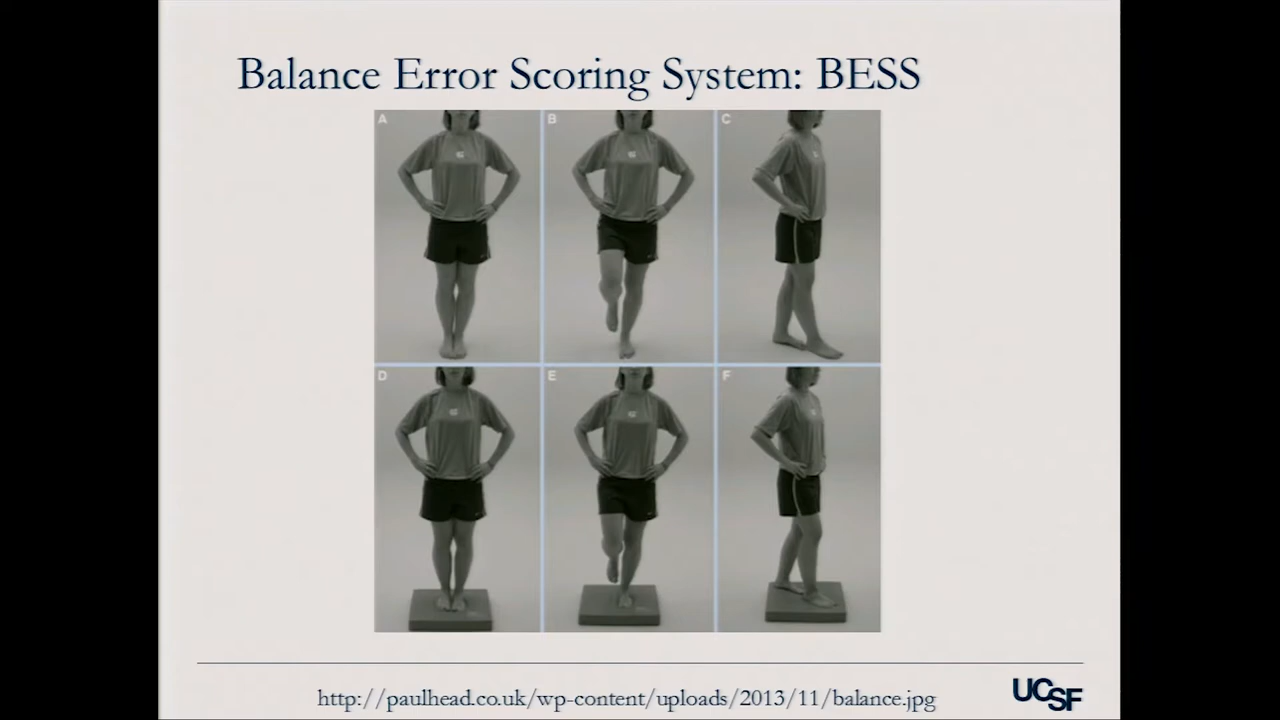 Balance Error Scoring System: BESS
A
B
C
D
E
F
http://paulhead.co.uk/wp-content/uploads/2013/11/balance.jpg
UCSF